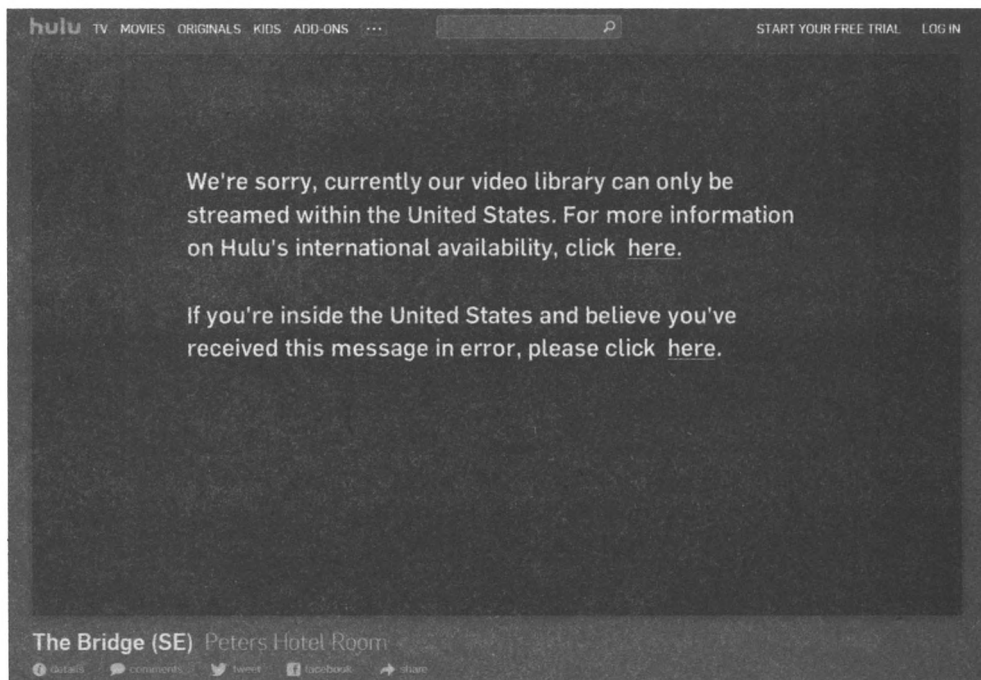 hulu TV MOVIES ORIGINALS KIDS ADD-ONS ··· START YOUR FREE TRIAL LOG IN
We're sorry, currently our video library can only be
streamed within the United States. For more information
on Hulu's international availability, click here.
If you're inside the United States and believe you've
received this message in error, please click here.
The Bridge (SE) Peters Hotel Room
details comments tweet facebook share